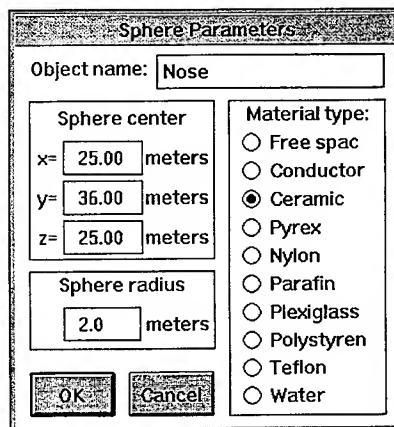 Sphere Parameters
Object name: Nose
Sphere center
x= 25.00 meters
y= 36.00 meters
z= 25.00 meters
Sphere radius
2.0 meters
OK Cancel
Material type:
Free spac
Conductor
Ceramic
Pyrex
Nylon
Parafin
Plexiglass
Polystyren
Teflon
Water